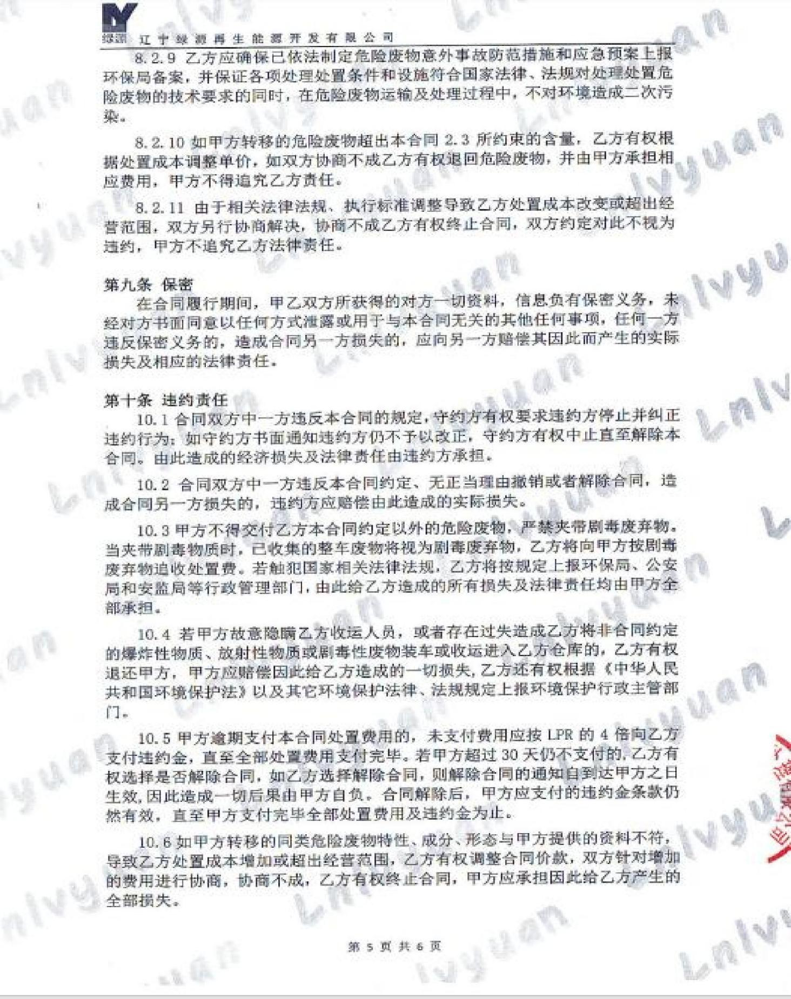 绿源 辽宁绿源再生能源开发有限公司
8.2.9 乙方应确保已依法制定危险废物意外事故防范措施和应急预案上报
环保局备案，并保证各项处理处置条件和设施符合国家法律、法规对处理处置危
险废物的技术要求的同时，在危险废物运输及处理过程中，不对环境造成二次污
染。
8.2.10 如甲方转移的危险废物超出本合同 2.3 所约束的含量，乙方有权根
据处置成本调整单价，如双方协商不成乙方有权退回危险废物，并由甲方承担相
应费用，甲方不得追究乙方责任。
8.2.11 由于相关法律法规、执行标准调整导致乙方处置成本改变或超出经
营范围，双方另行协商解决，协商不成乙方有权终止合同，双方约定对此不视为
违约，甲方不追究乙方法律责任。
第九条 保密
在合同履行期间，甲乙双方所获得的对方一切资料，信息负有保密义务，未
经对方书面同意以任何方式泄露或用于与本合同无关的其他任何事项，任何一方
违反保密义务的，造成合同另一方损失的，应向另一方赔偿其因此而产生的实际
损失及相应的法律责任。
第十条 违约责任
10.1 合同双方中一方违反本合同的规定，守约方有权要求违约方停止并纠正
违约行为；如守约方书面通知违约方仍不予以改正，守约方有权中止直至解除本
合同。由此造成的经济损失及法律责任由违约方承担。
10.2 合同双方中一方违反本合同约定、无正当理由撤销或者解除合同，造
成合同另一方损失的，违约方应赔偿由此造成的实际损失。
10.3 甲方不得交付乙方本合同约定以外的危险废物，严禁夹带剧毒废弃物。
当夹带剧毒物质时，已收集的整车废物将视为剧毒废弃物，乙方将向甲方按剧毒
废弃物追收处置费。若触犯国家相关法律法规，乙方将按规定上报环保局、公安
局和安监局等行政管理部门，由此给乙方造成的所有损失及法律责任均由甲方全
部承担。
10.4 若甲方故意隐瞒乙方收运人员，或者存在过失造成乙方将非合同约定
的爆炸性物质、放射性物质或剧毒性废物装车或收运进入乙方仓库的，乙方有权
退还甲方，甲方应赔偿因此给乙方造成的一切损失，乙方还有权根据《中华人民
共和国环境保护法》以及其它环境保护法律、法规规定上报环境保护行政主管部
门。
10.5 甲方逾期支付本合同处置费用的，未支付费用应按 LPR 的 4 倍向乙方
支付违约金，直至全部处置费用支付完毕。若甲方超过 30 天仍不支付的，乙方有
权选择是否解除合同，如乙方选择解除合同，则解除合同的通知自到达甲方之日
生效，因此造成一切后果由甲方自负。合同解除后，甲方应支付的违约金条款仍
然有效，直至甲方支付完毕全部处置费用及违约金为止。
10.6 如甲方转移的同类危险废物特性、成分、形态与甲方提供的资料不符，
导致乙方处置成本增加或超出经营范围，乙方有权调整合同价款，双方针对增加
的费用进行协商，协商不成，乙方有权终止合同，甲方应承担因此给乙方产生的
全部损失。
第 5 页 共 6 页
Lnlvyuan